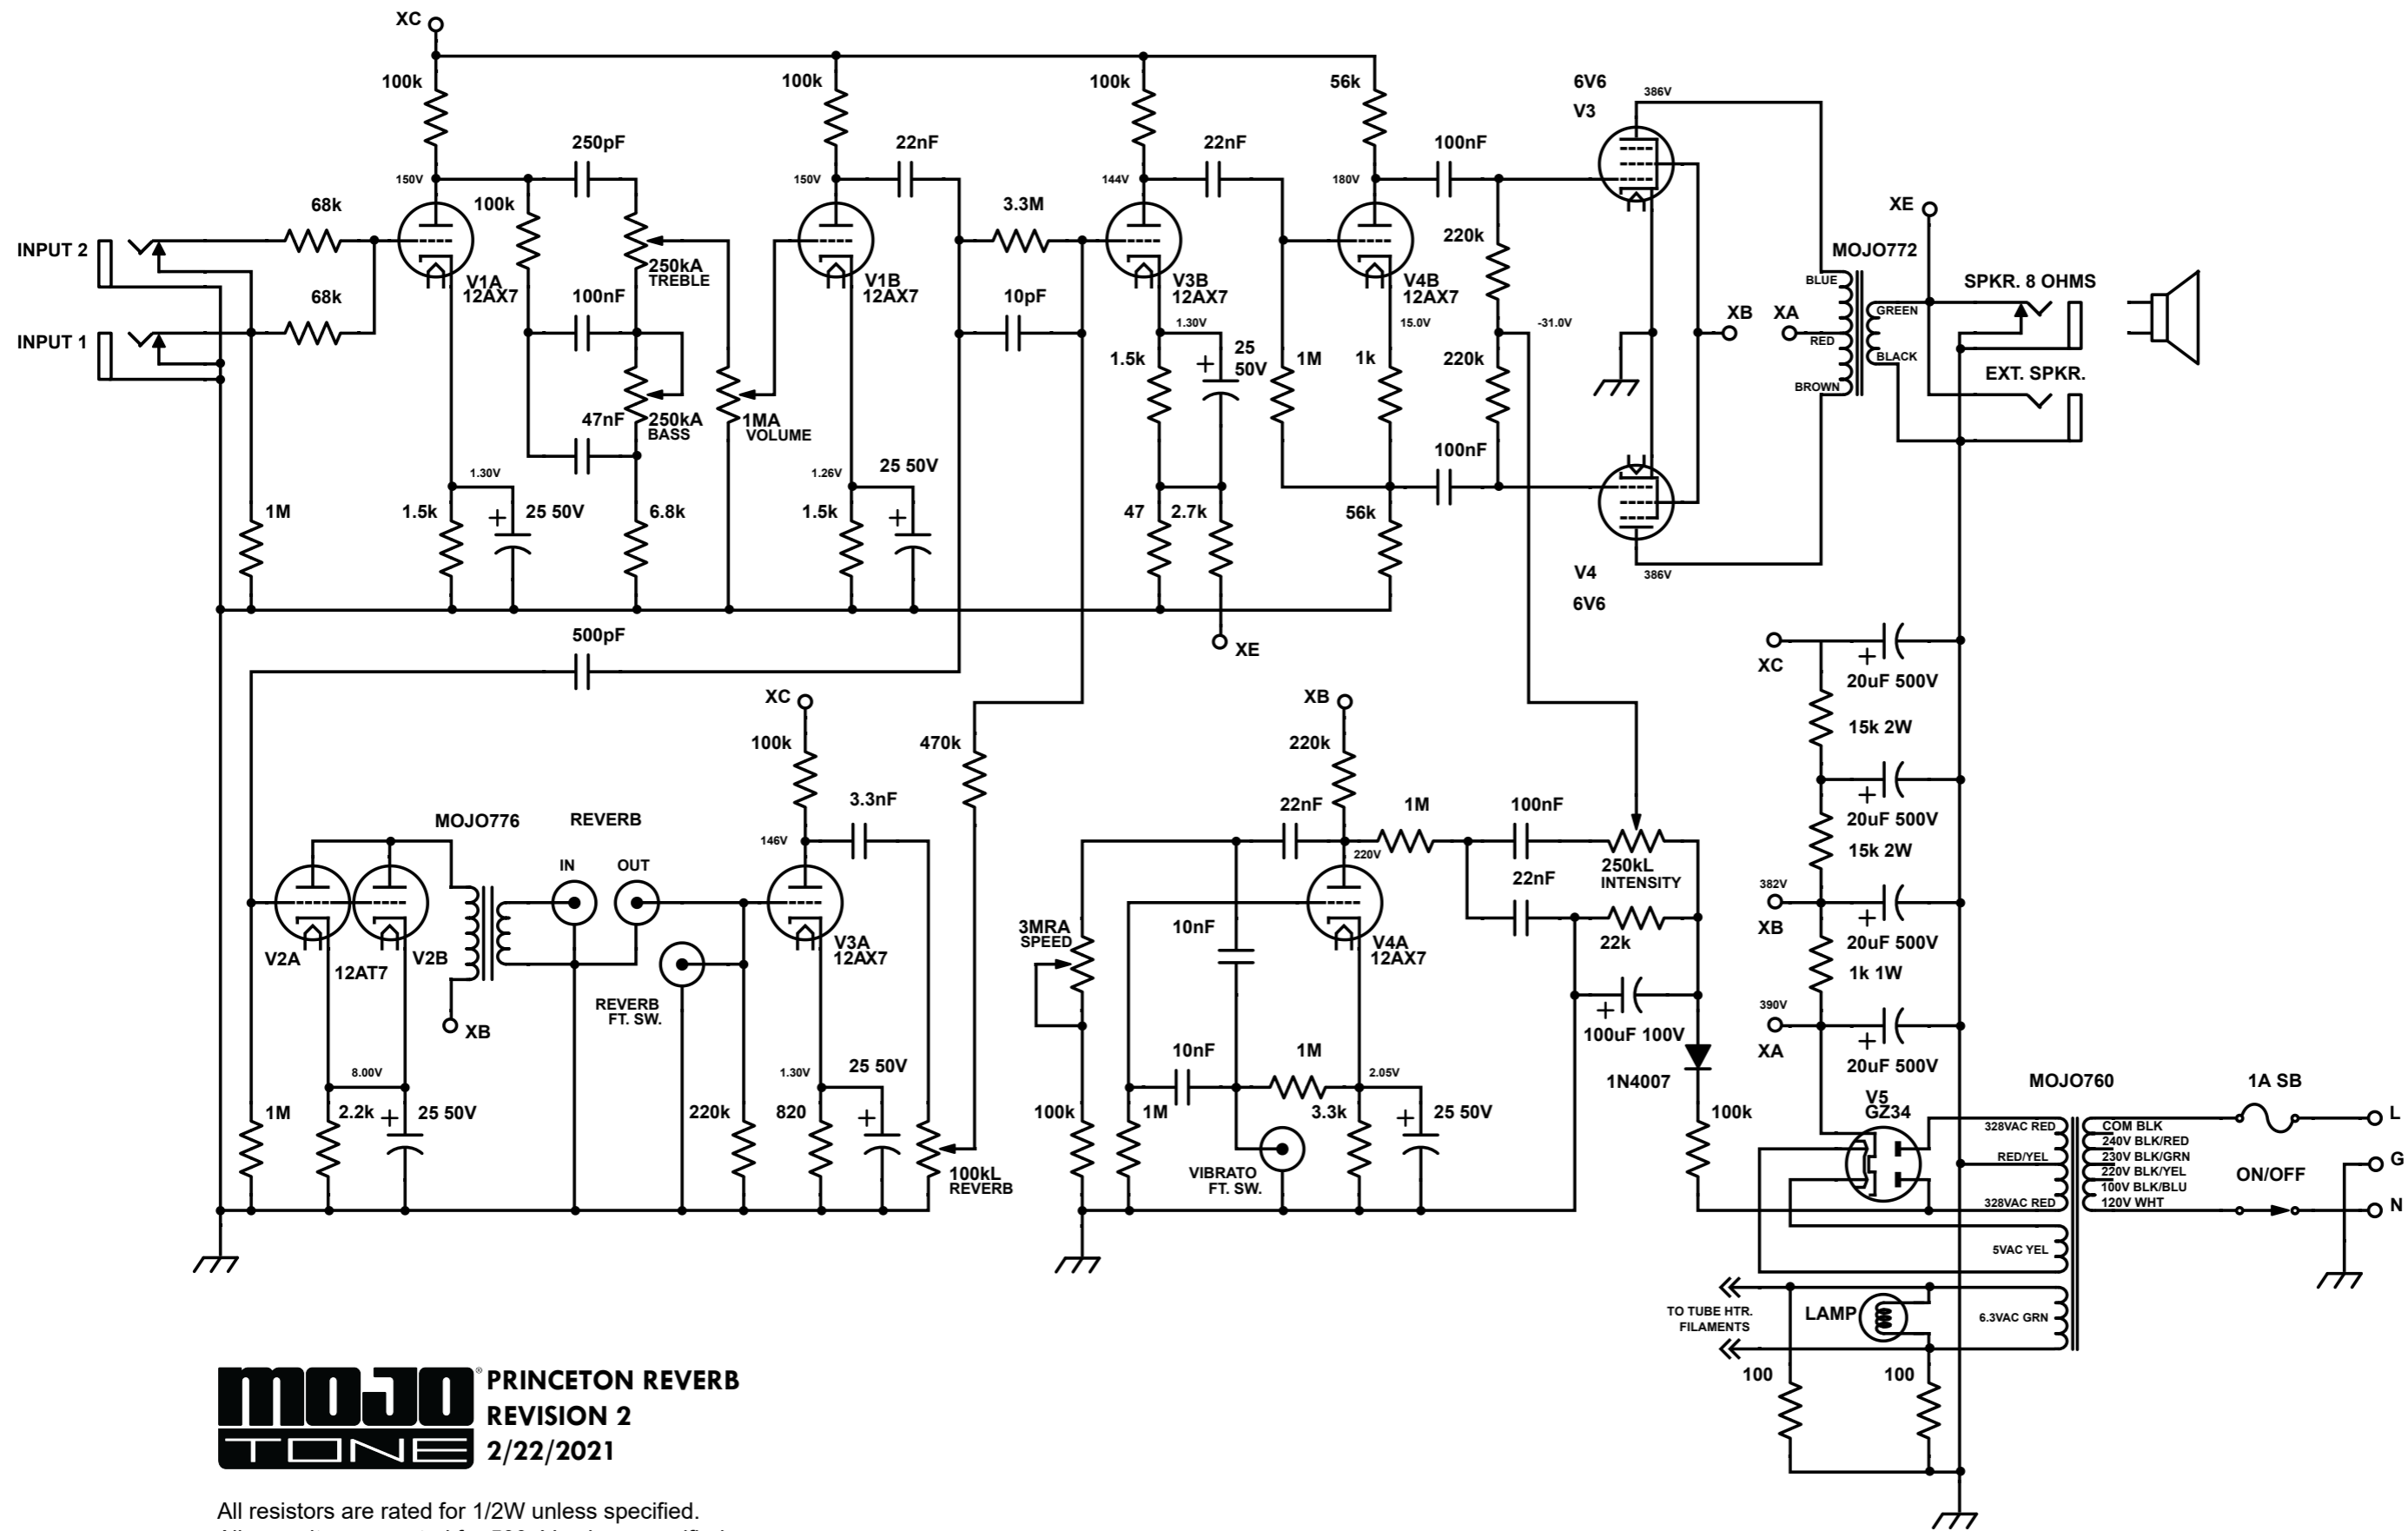 XC
100k
100k
100k
56k
6V6
V3
386V
250pF
22nF
22nF
100nF
150V
100k
150V
144V
180V
68k
3.3M
XE
INPUT 2
220k
MOJO772
250kA
TREBLE
V1A
12AX7
V1B
12AX7
V3B
12AX7
V4B
12AX7
BLUE
SPKR. 8 OHMS
68k
100nF
10pF
1.30V
15.0V
-31.0V
XB
XA
GREEN
INPUT 1
RED
25
50V
1.5k
1M
1k
220k
BLACK
EXT. SPKR.
BROWN
47nF
250kA
BASS
1MA
VOLUME
100nF
1.30V
1.26V
25 50V
1M
1.5k
25 50V
6.8k
1.5k
47
2.7k
56k
V4
386V
6V6
500pF
XE
XC
20uF 500V
XC
XB
15k 2W
100k
470k
220k
3.3nF
22nF
1M
100nF
20uF 500V
MOJO776
REVERB
146V
220V
15k 2W
IN
OUT
250kL
INTENSITY
22nF
382V
XB
3MRA
SPEED
10nF
22k
20uF 500V
V2A
12AT7
V2B
V3A
12AX7
V4A
12AX7
1k 1W
REVERB
FT. SW.
390V
XB
100uF 100V
XA
10nF
1M
20uF 500V
8.00V
1.30V
25 50V
2.05V
1N4007
MOJO760
1A SB
V5
GZ34
1M
2.2k
25 50V
220k
820
100k
1M
3.3k
25 50V
100k
L
328VAC RED
COM BLK
240V BLK/RED
RED/YEL
230V BLK/GRN
G
100kL
REVERB
VIBRATO
FT. SW.
220V BLK/YEL
ON/OFF
100V BLK/BLU
328VAC RED
120V WHT
N
5VAC YEL
TO TUBE HTR.
FILAMENTS
LAMP
6.3VAC GRN
100
100
MOJO
TONE
®
PRINCETON REVERB
REVISION 2
2/22/2021
All resistors are rated for 1/2W unless specified.